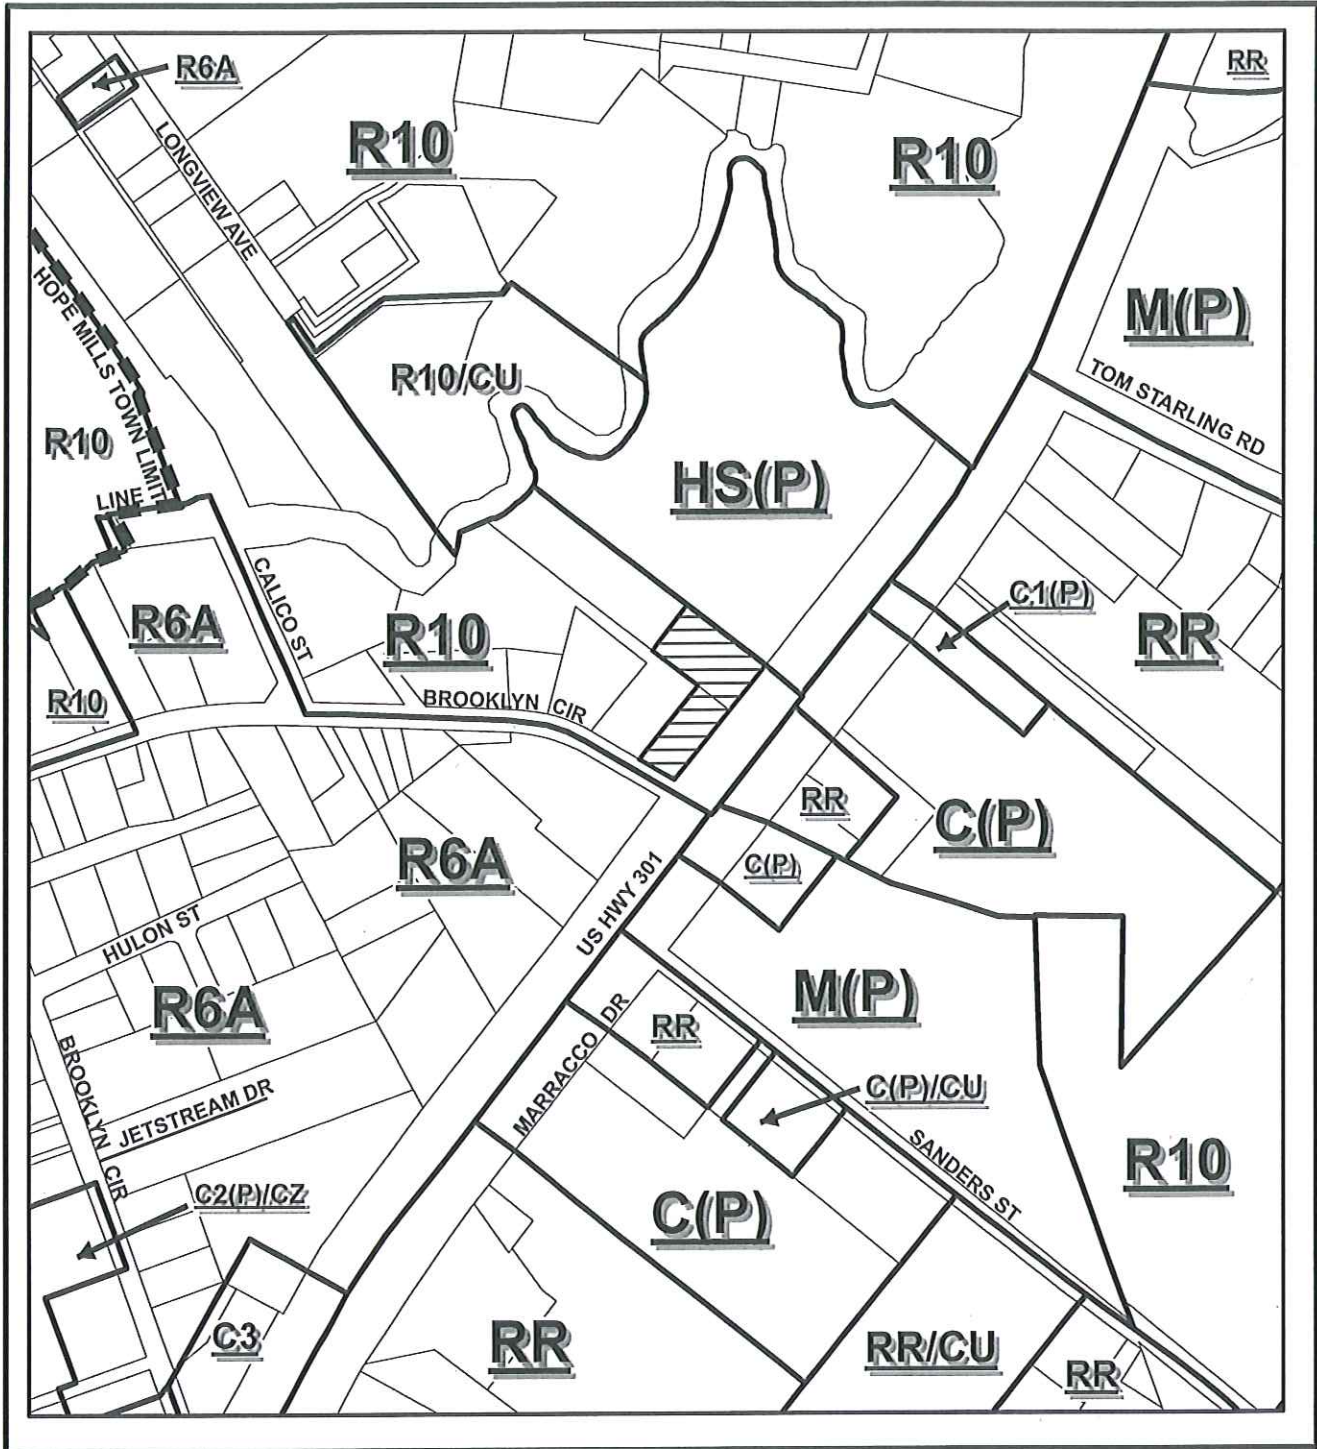 R6A
RR
R10
R10
LONGVIEW AVE
HOPE MILLS TOWN LIMIT
LINE
M(P)
TOM STARLING RD
R10/CU
R10
HS(P)
CALICO ST
C1(P)
R6A
R10
RR
R10
BROOKLYN CIR
RR
C(P)
C(P)
R6A
US HWY 301
HULON ST
R6A
M(P)
MARRACCO DR
RR
BROOKLYN CIR
JETSTREAM DR
C(P)/CU
SANDERS ST
R10
C2(P)/CZ
C(P)
C3
RR
RR/CU
RR